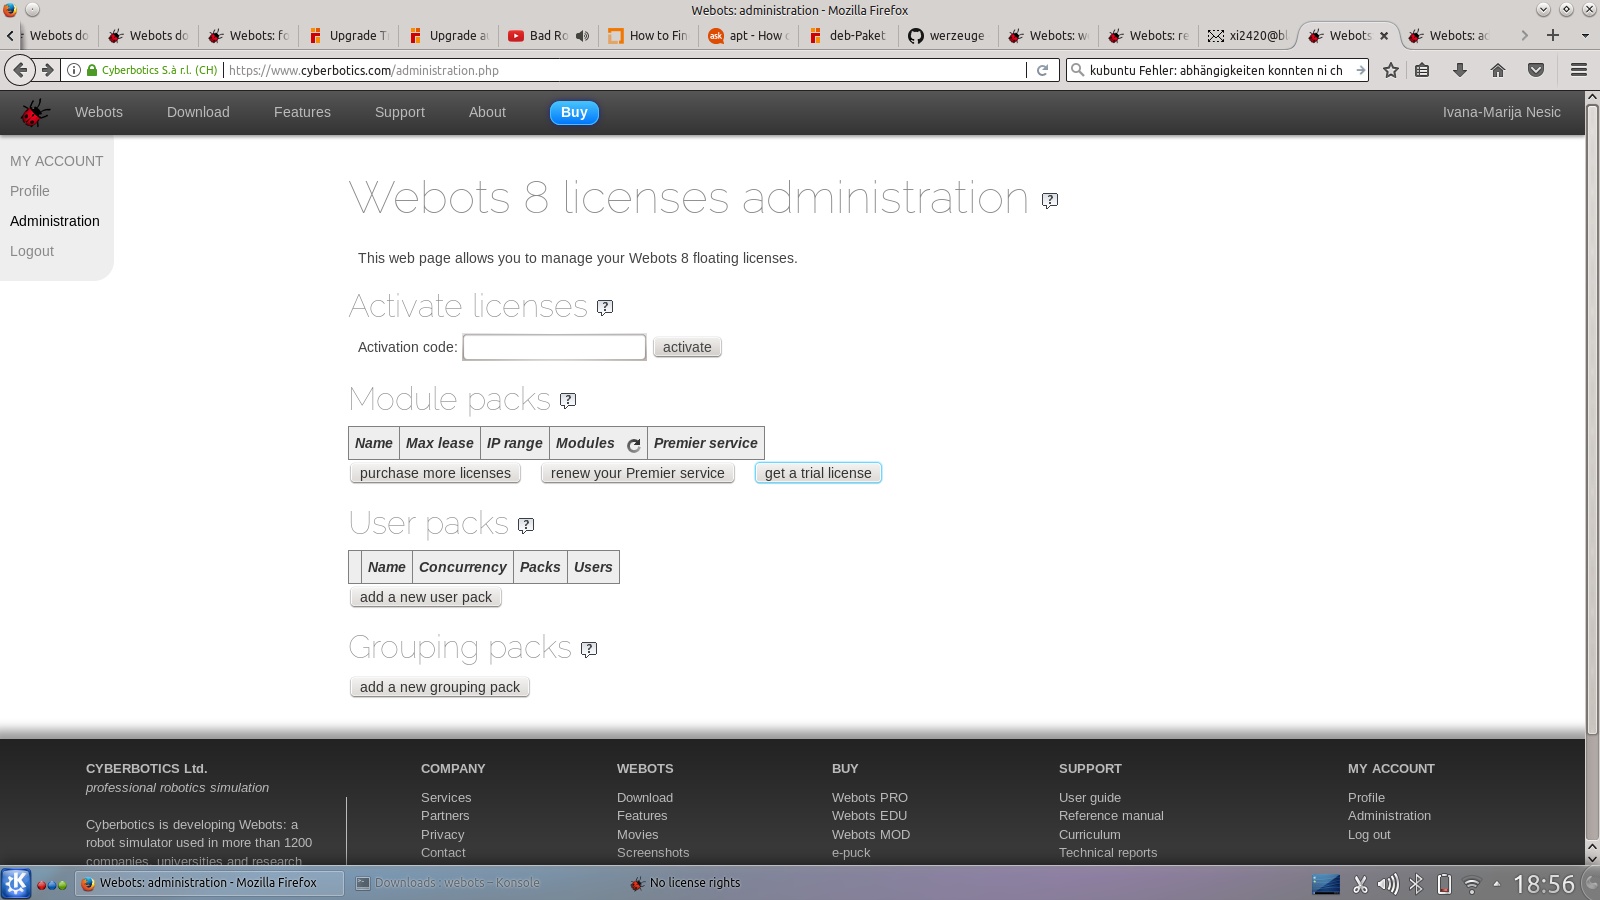 Webots: administration - Mozilla Firefox
Webots do
Webots do
Webots: fo
Upgrade Ti
Upgrade au
Bad Ro
How to Fin
apt - How
deb-Paket
werzeuge
Webots: w
Webots: re
xi2420@bl
Webots
Webots: ad
Cyberbotics S.à r.l. (CH)
https://www.cyberbotics.com/administration.php
kubuntu Fehler: abhängigkeiten konnten ni ch
Webots
Download
Features
Support
About
Buy
Ivana-Marija Nesic
MY ACCOUNT
Profile
Administration
Logout
Webots 8 licenses administration ?
This web page allows you to manage your Webots 8 floating licenses.
Activate licenses ?
Activation code:
activate
Module packs ?
Name Max lease IP range Modules Premier service
purchase more licenses
renew your Premier service
get a trial license
User packs ?
Name Concurrency Packs Users
add a new user pack
Grouping packs ?
add a new grouping pack
CYBERBOTICS Ltd.
professional robotics simulation
Cyberbotics is developing Webots: a
robot simulator used in more than 1200
companies, universities and research
COMPANY
Services
Partners
Privacy
Contact
WEBOTS
Download
Features
Movies
Screenshots
BUY
Webots PRO
Webots EDU
Webots MOD
e-puck
SUPPORT
User guide
Reference manual
Curriculum
Technical reports
MY ACCOUNT
Profile
Administration
Log out
Webots: administration - Mozilla Firefox
Downloads : webots – Konsole
No license rights
18:56